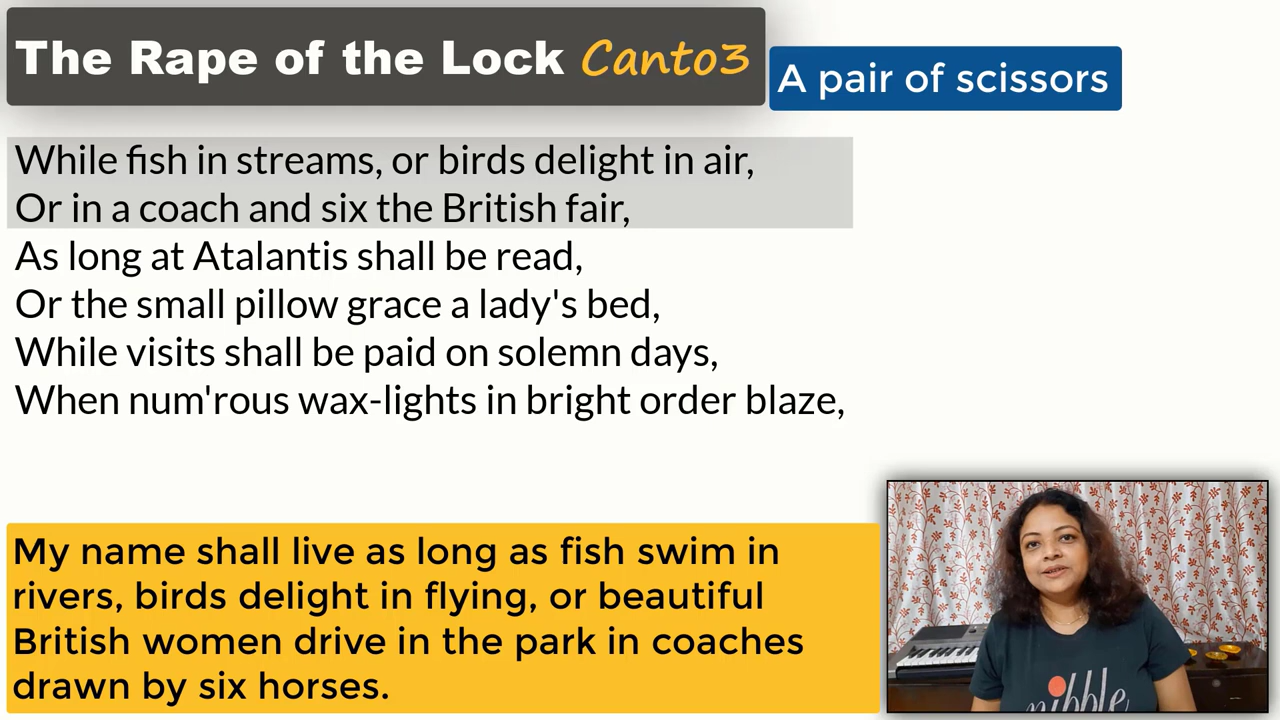 The Rape of the Lock Canto3
A pair of scissors
While fish in streams, or birds delight in air,
Or in a coach and six the British fair,
As long at Atalantis shall be read,
Or the small pillow grace a lady's bed,
While visits shall be paid on solemn days,
When num'rous wax-lights in bright order blaze,
My name shall live as long as fish swim in
rivers, birds delight in flying, or beautiful
British women drive in the park in coaches
drawn by six horses.
nibble